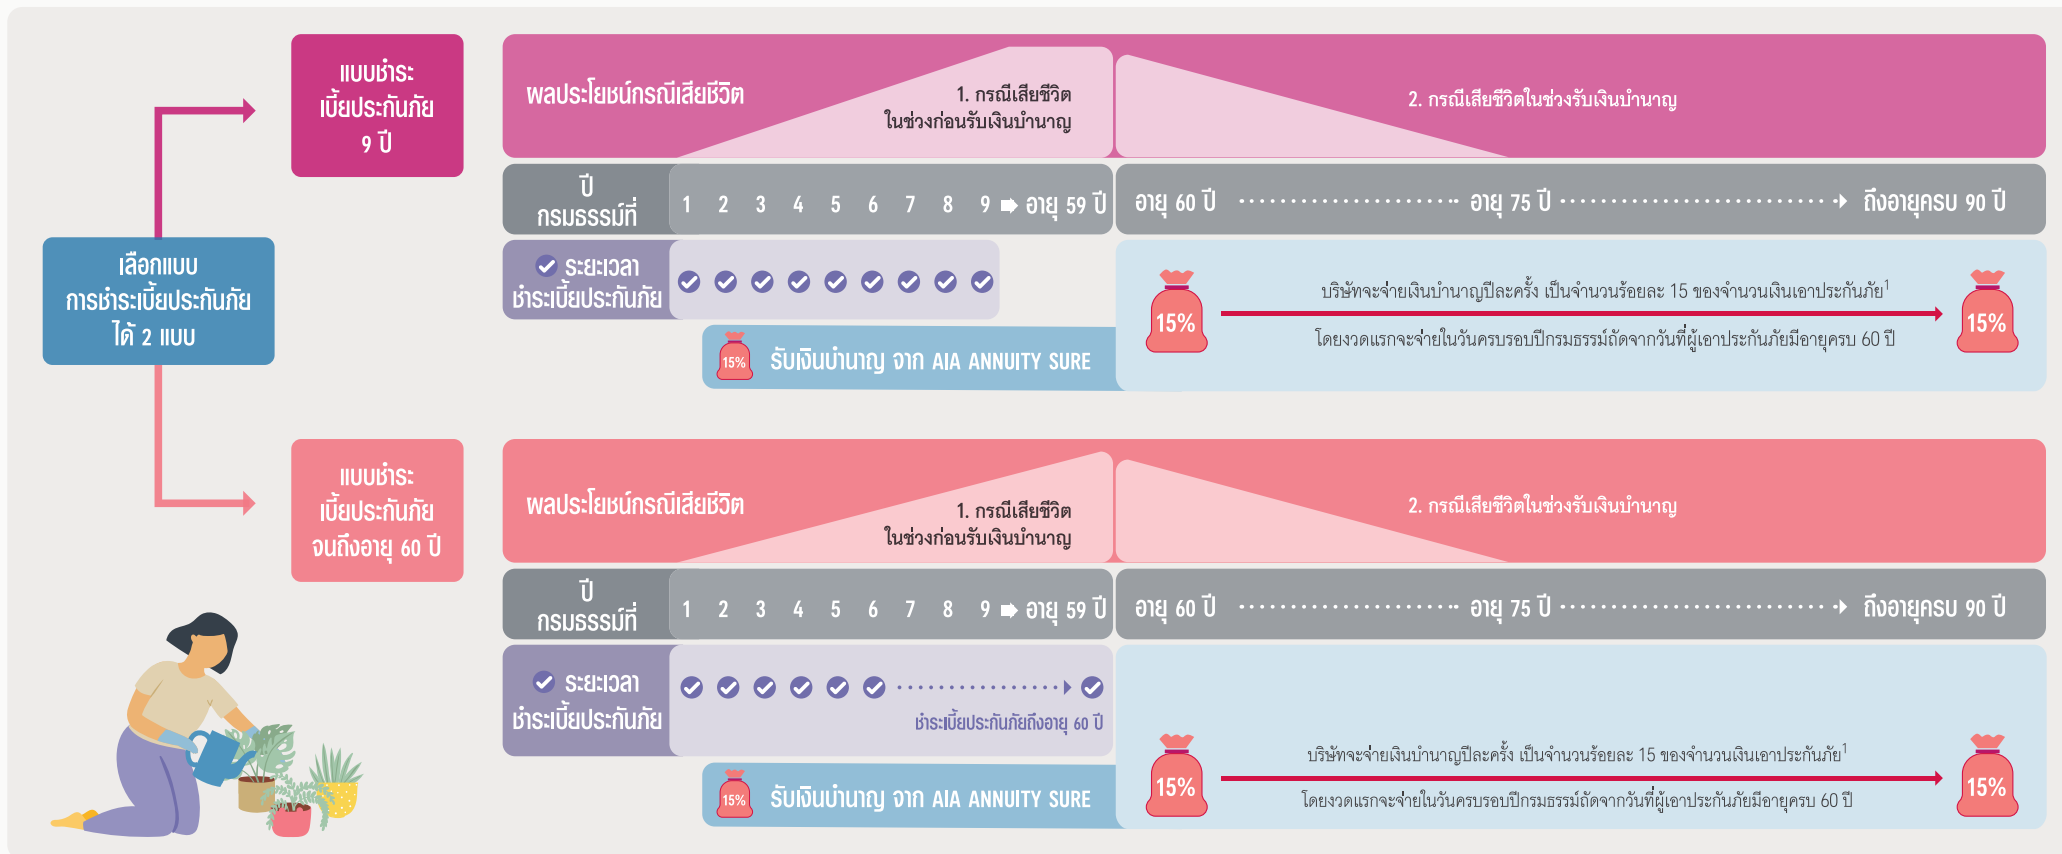 เลือกแบบ
การชำระเบี้ยประกันภัย
ได้ 2 แบบ
แบบชำระ
เบี้ยประกันภัย
9 ปี
ผลประโยชน์กรณีเสียชีวิต
1. กรณีเสียชีวิต
ในช่วงก่อนรับเงินบำนาญ
2. กรณีเสียชีวิตในช่วงรับเงินบำนาญ
ปี
กรมธรรม์ที่
1 2 3 4 5 6 7 8 9 อายุ 59 ปี
อายุ 60 ปี อายุ 75 ปี ถึงอายุครบ 90 ปี
ระยะเวลา
ชำระเบี้ยประกันภัย
15% รับเงินบำนาญ จาก AIA ANNUITY SURE
15%
บริษัทจะจ่ายเงินบำนาญปีละครั้ง เป็นจำนวนร้อยละ 15 ของจำนวนเงินเอาประกันภัย¹
โดยงวดแรกจะจ่ายในวันครบรอบปีกรมธรรม์ถัดจากวันที่ผู้เอาประกันภัยมีอายุครบ 60 ปี
15%
แบบชำระ
เบี้ยประกันภัย
จนถึงอายุ 60 ปี
ผลประโยชน์กรณีเสียชีวิต
1. กรณีเสียชีวิต
ในช่วงก่อนรับเงินบำนาญ
2. กรณีเสียชีวิตในช่วงรับเงินบำนาญ
ปี
กรมธรรม์ที่
1 2 3 4 5 6 7 8 9 อายุ 59 ปี
อายุ 60 ปี อายุ 75 ปี ถึงอายุครบ 90 ปี
ระยะเวลา
ชำระเบี้ยประกันภัย
ชำระเบี้ยประกันภัยถึงอายุ 60 ปี
15% รับเงินบำนาญ จาก AIA ANNUITY SURE
15%
บริษัทจะจ่ายเงินบำนาญปีละครั้ง เป็นจำนวนร้อยละ 15 ของจำนวนเงินเอาประกันภัย¹
โดยงวดแรกจะจ่ายในวันครบรอบปีกรมธรรม์ถัดจากวันที่ผู้เอาประกันภัยมีอายุครบ 60 ปี
15%